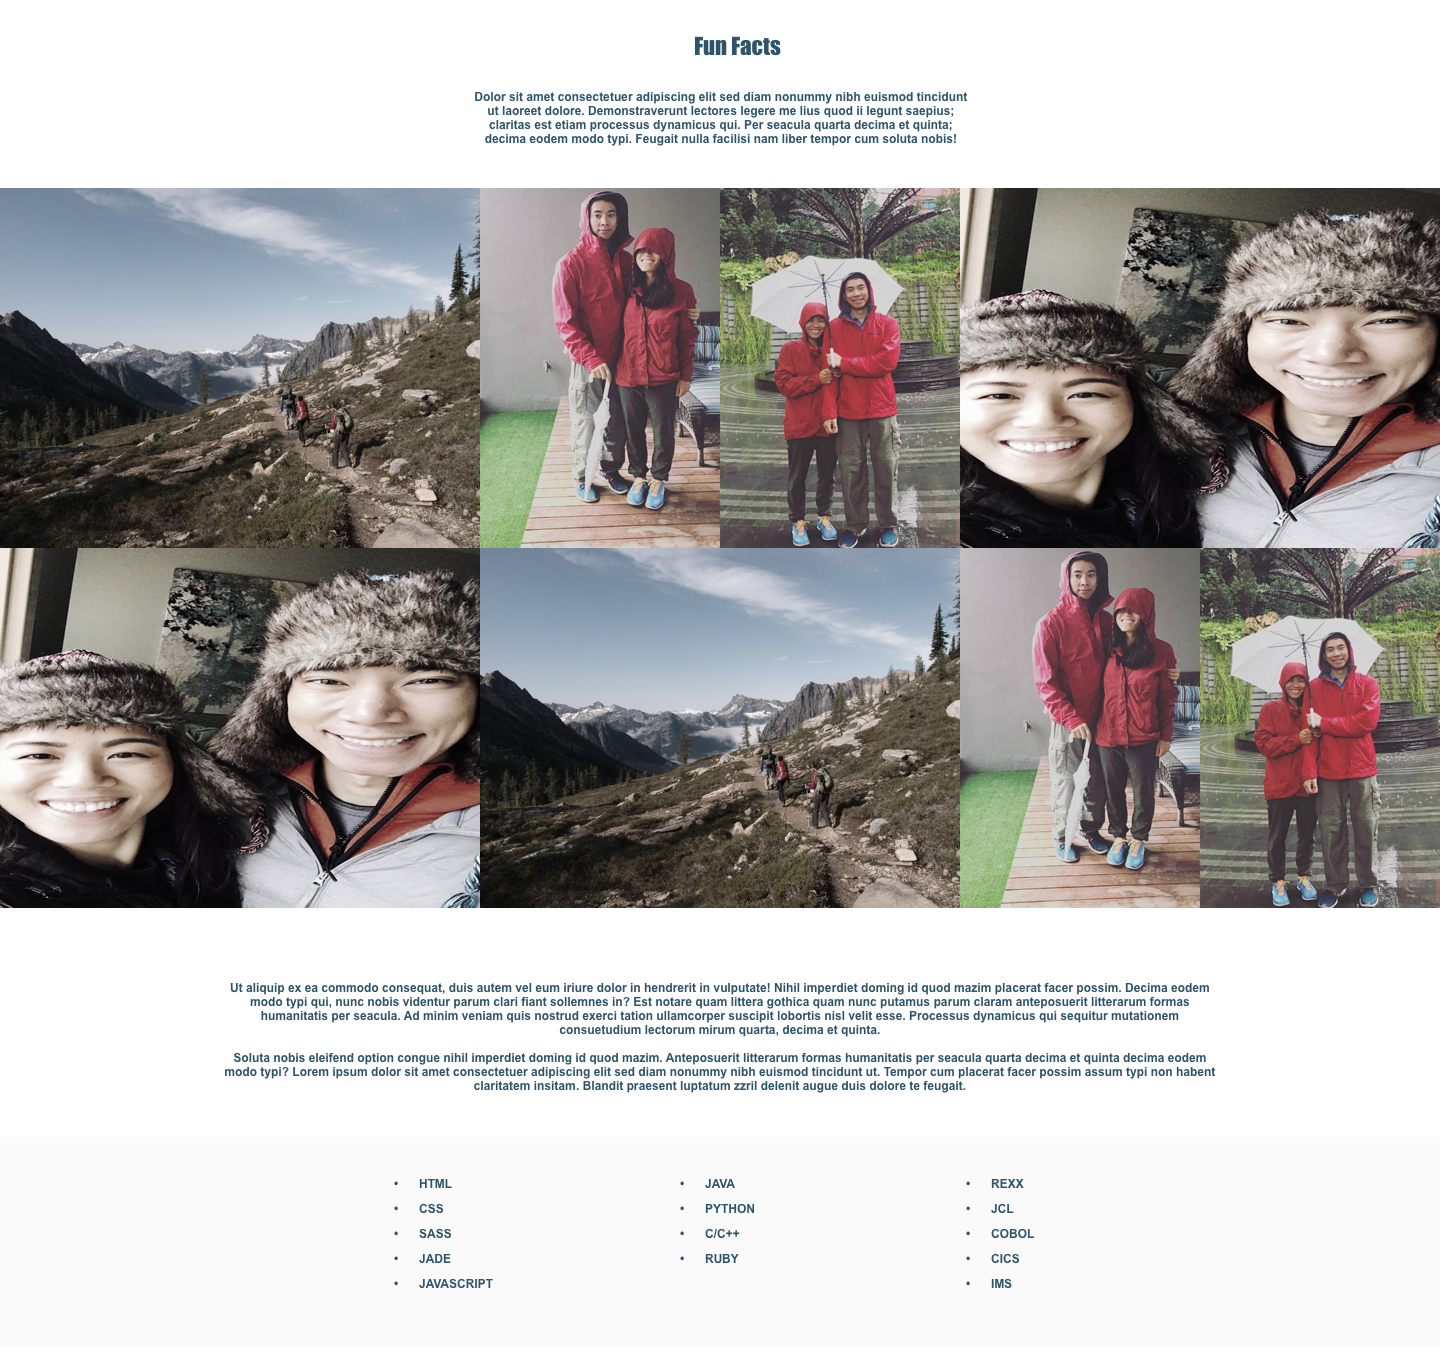 Fun Facts
Dolor sit amet consectetuer adipiscing elit sed diam nonummy nibh euismod tincidunt
ut laoreet dolore. Demonstraverunt lectores legere me lius quod ii legunt saepius;
claritas est etiam processus dynamicus qui. Per seacula quarta decima et quinta;
decima eodem modo typi. Feugait nulla facilisi nam liber tempor cum soluta nobis!
Ut aliquip ex ea commodo consequat, duis autem vel eum iriure dolor in hendrerit in vulputate! Nihil imperdiet doming id quod mazim placerat facer possim. Decima eodem
modo typi qui, nunc nobis videntur parum clari fiant sollemnes in? Est notare quam littera gothica quam nunc putamus parum claram anteposuerit litterarum formas
humanitatis per seacula. Ad minim veniam quis nostrud exerci tation ullamcorper suscipit lobortis nisl velit esse. Processus dynamicus qui sequitur mutationem
consuetudium lectorum mirum quarta, decima et quinta.
Soluta nobis eleifend option congue nihil imperdiet doming id quod mazim. Anteposuerit litterarum formas humanitatis per seacula quarta decima et quinta decima eodem
modo typi? Lorem ipsum dolor sit amet consectetuer adipiscing elit sed diam nonummy nibh euismod tincidunt ut. Tempor cum placerat facer possim assum typi non habent
claritatem insitam. Blandit praesent luptatum zzril delenit augue duis dolore te feugait.
• HTML
• CSS
• SASS
• JADE
• JAVASCRIPT
• JAVA
• PYTHON
• C/C++
• RUBY
• REXX
• JCL
• COBOL
• CICS
• IMS